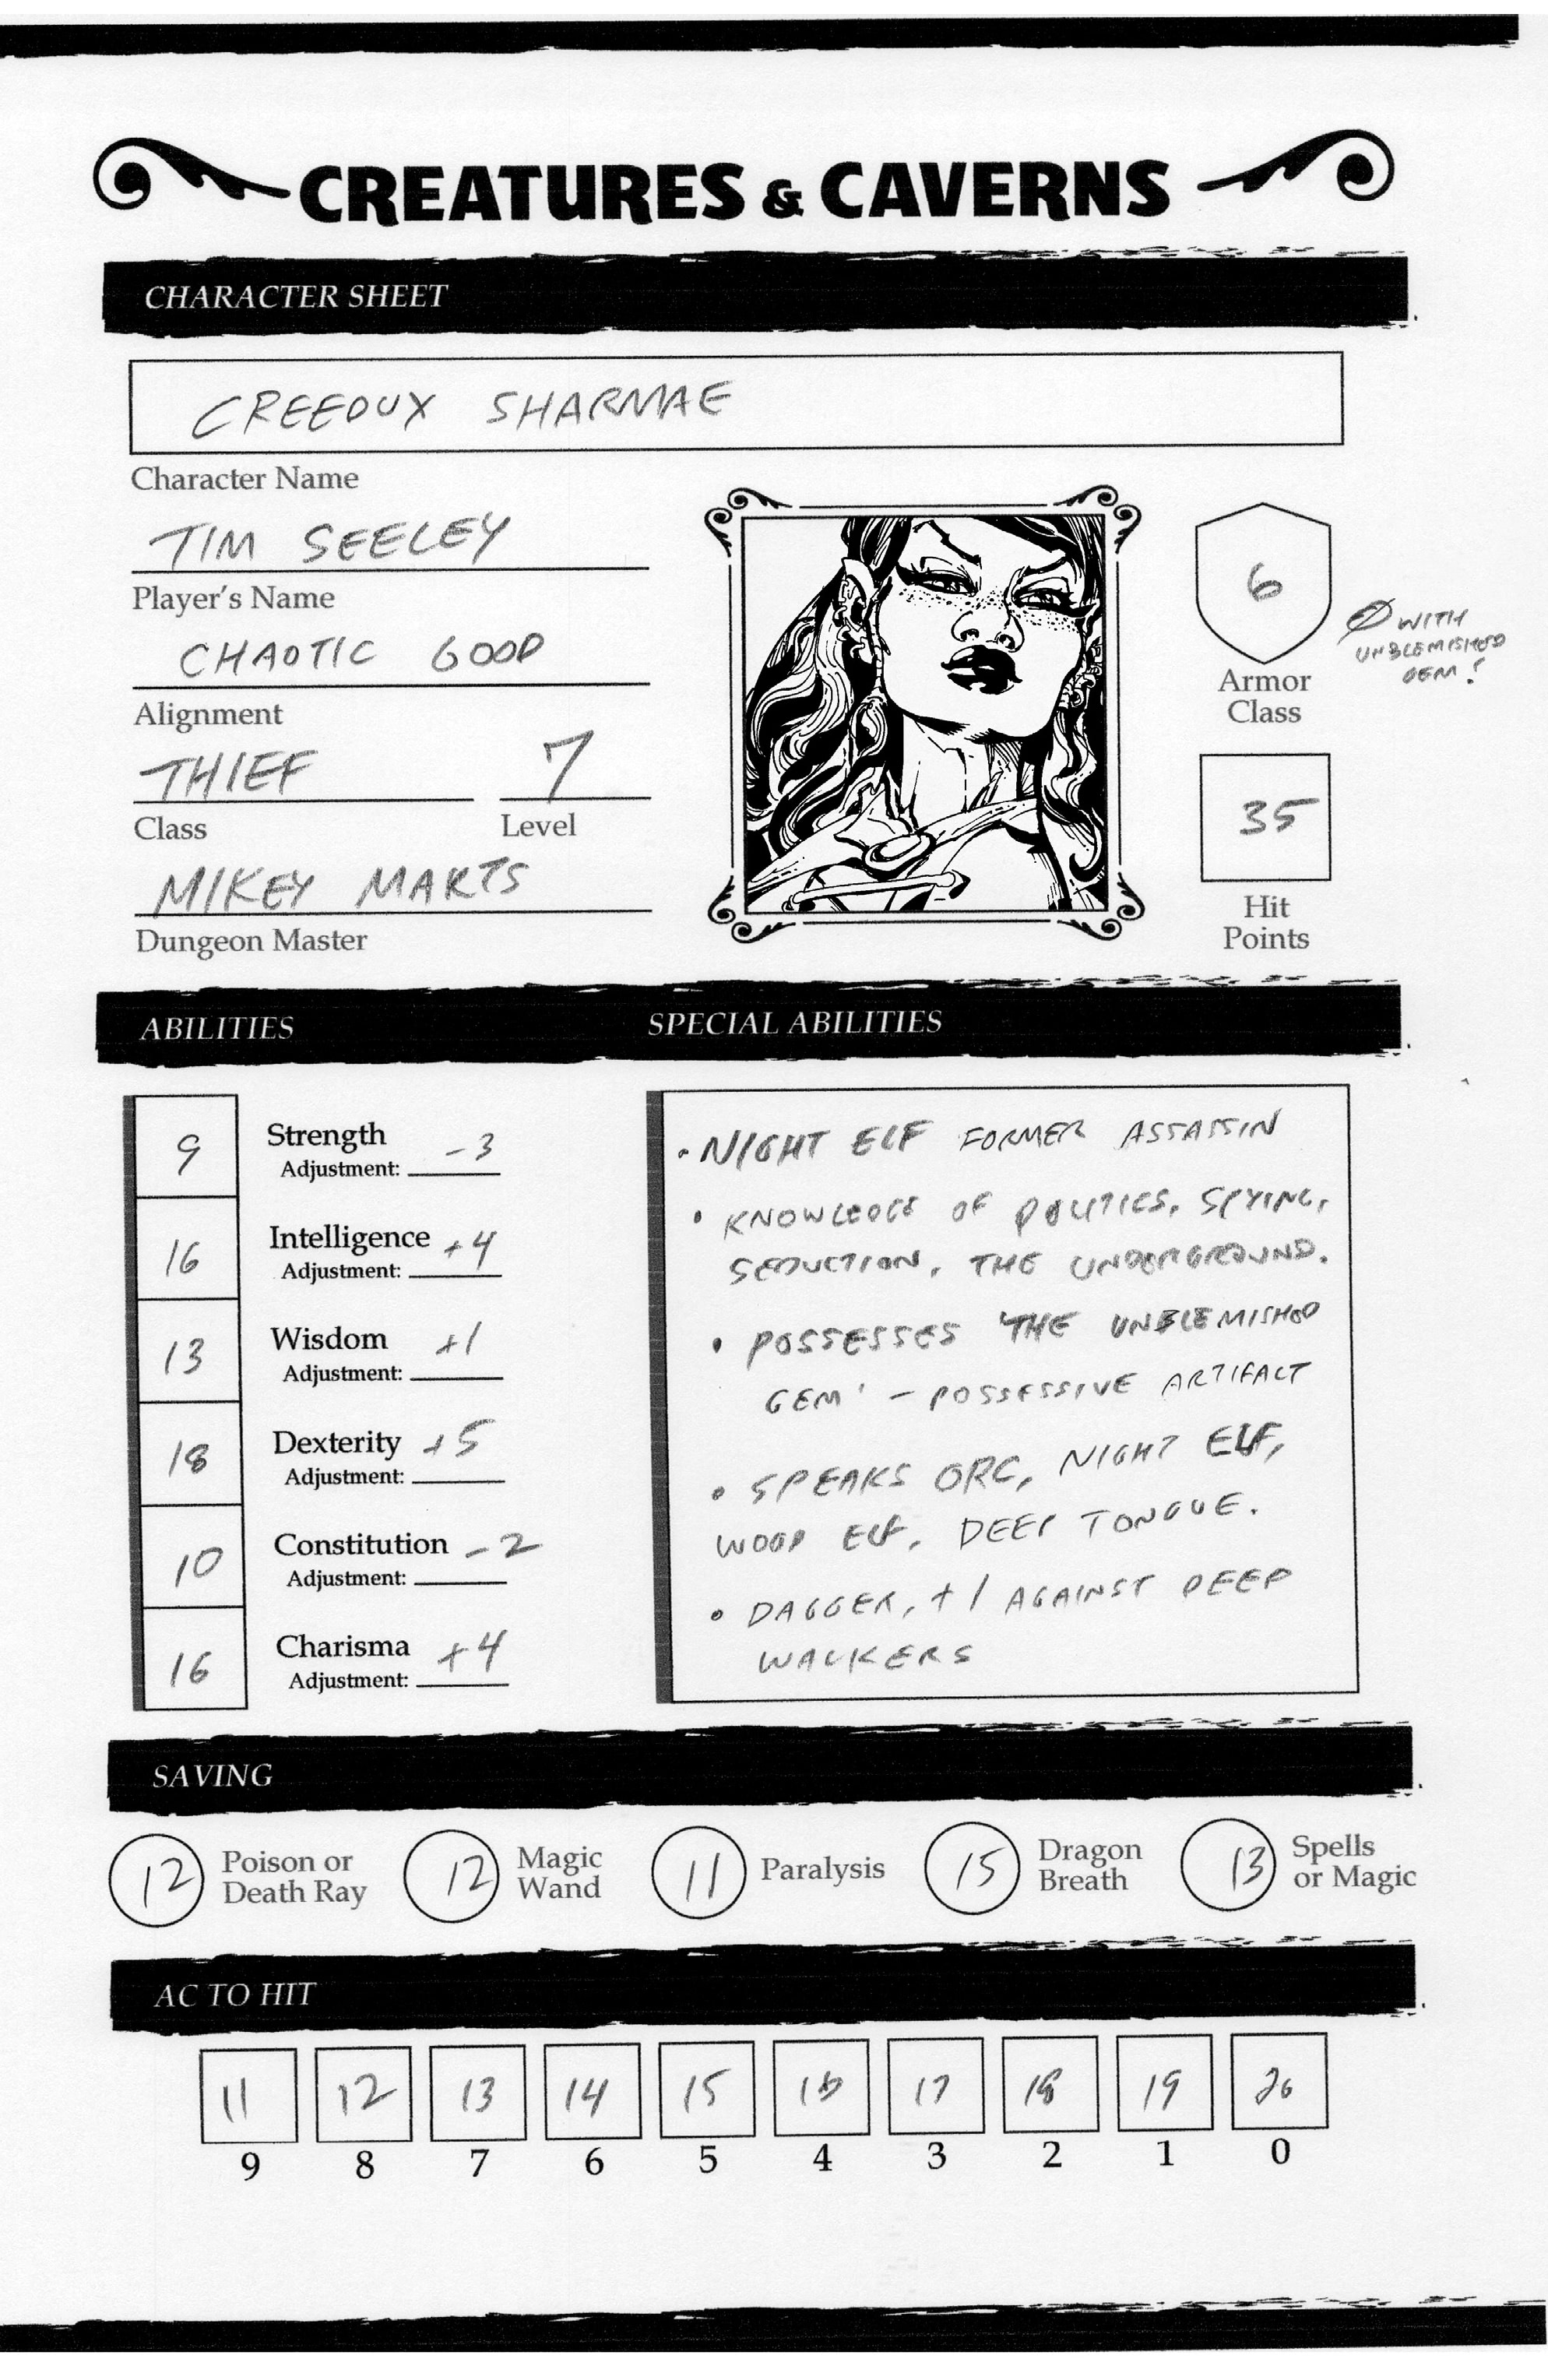 CREATURES & CAVERNS
CHARACTER SHEET
CREEDUX SHARMAE
Character Name
TIM SEELEY
Player's Name
CHAOTIC GOOD
Alignment
THIEF 7
Class Level
MIKEY MARTS
Dungeon Master
6
Ø WITH
UNBLEMISHED
GEM!
Armor
Class
35
Hit
Points
ABILITIES
9 Strength
Adjustment: -3
16 Intelligence
Adjustment: +4
13 Wisdom
Adjustment: +1
18 Dexterity
Adjustment: +5
10 Constitution
Adjustment: -2
16 Charisma
Adjustment: +4
SPECIAL ABILITIES
• NIGHT ELF FORMER ASSASSIN
• KNOWLEDGE OF POLITICS, SPYING,
SEDUCTION, THE UNDERGROUND.
• POSSESSES 'THE UNBLEMISHED
GEM' - POSSESSIVE ARTIFACT
• SPEAKS ORC, NIGHT ELF,
WOOD ELF, DEEP TONGUE.
• DAGGER, +1 AGAINST DEEP
WALKERS
SAVING
12 Poison or
Death Ray
12 Magic
Wand
11 Paralysis
15 Dragon
Breath
13 Spells
or Magic
AC TO HIT
11 12 13 14 15 16 17 18 19 20
9 8 7 6 5 4 3 2 1 0